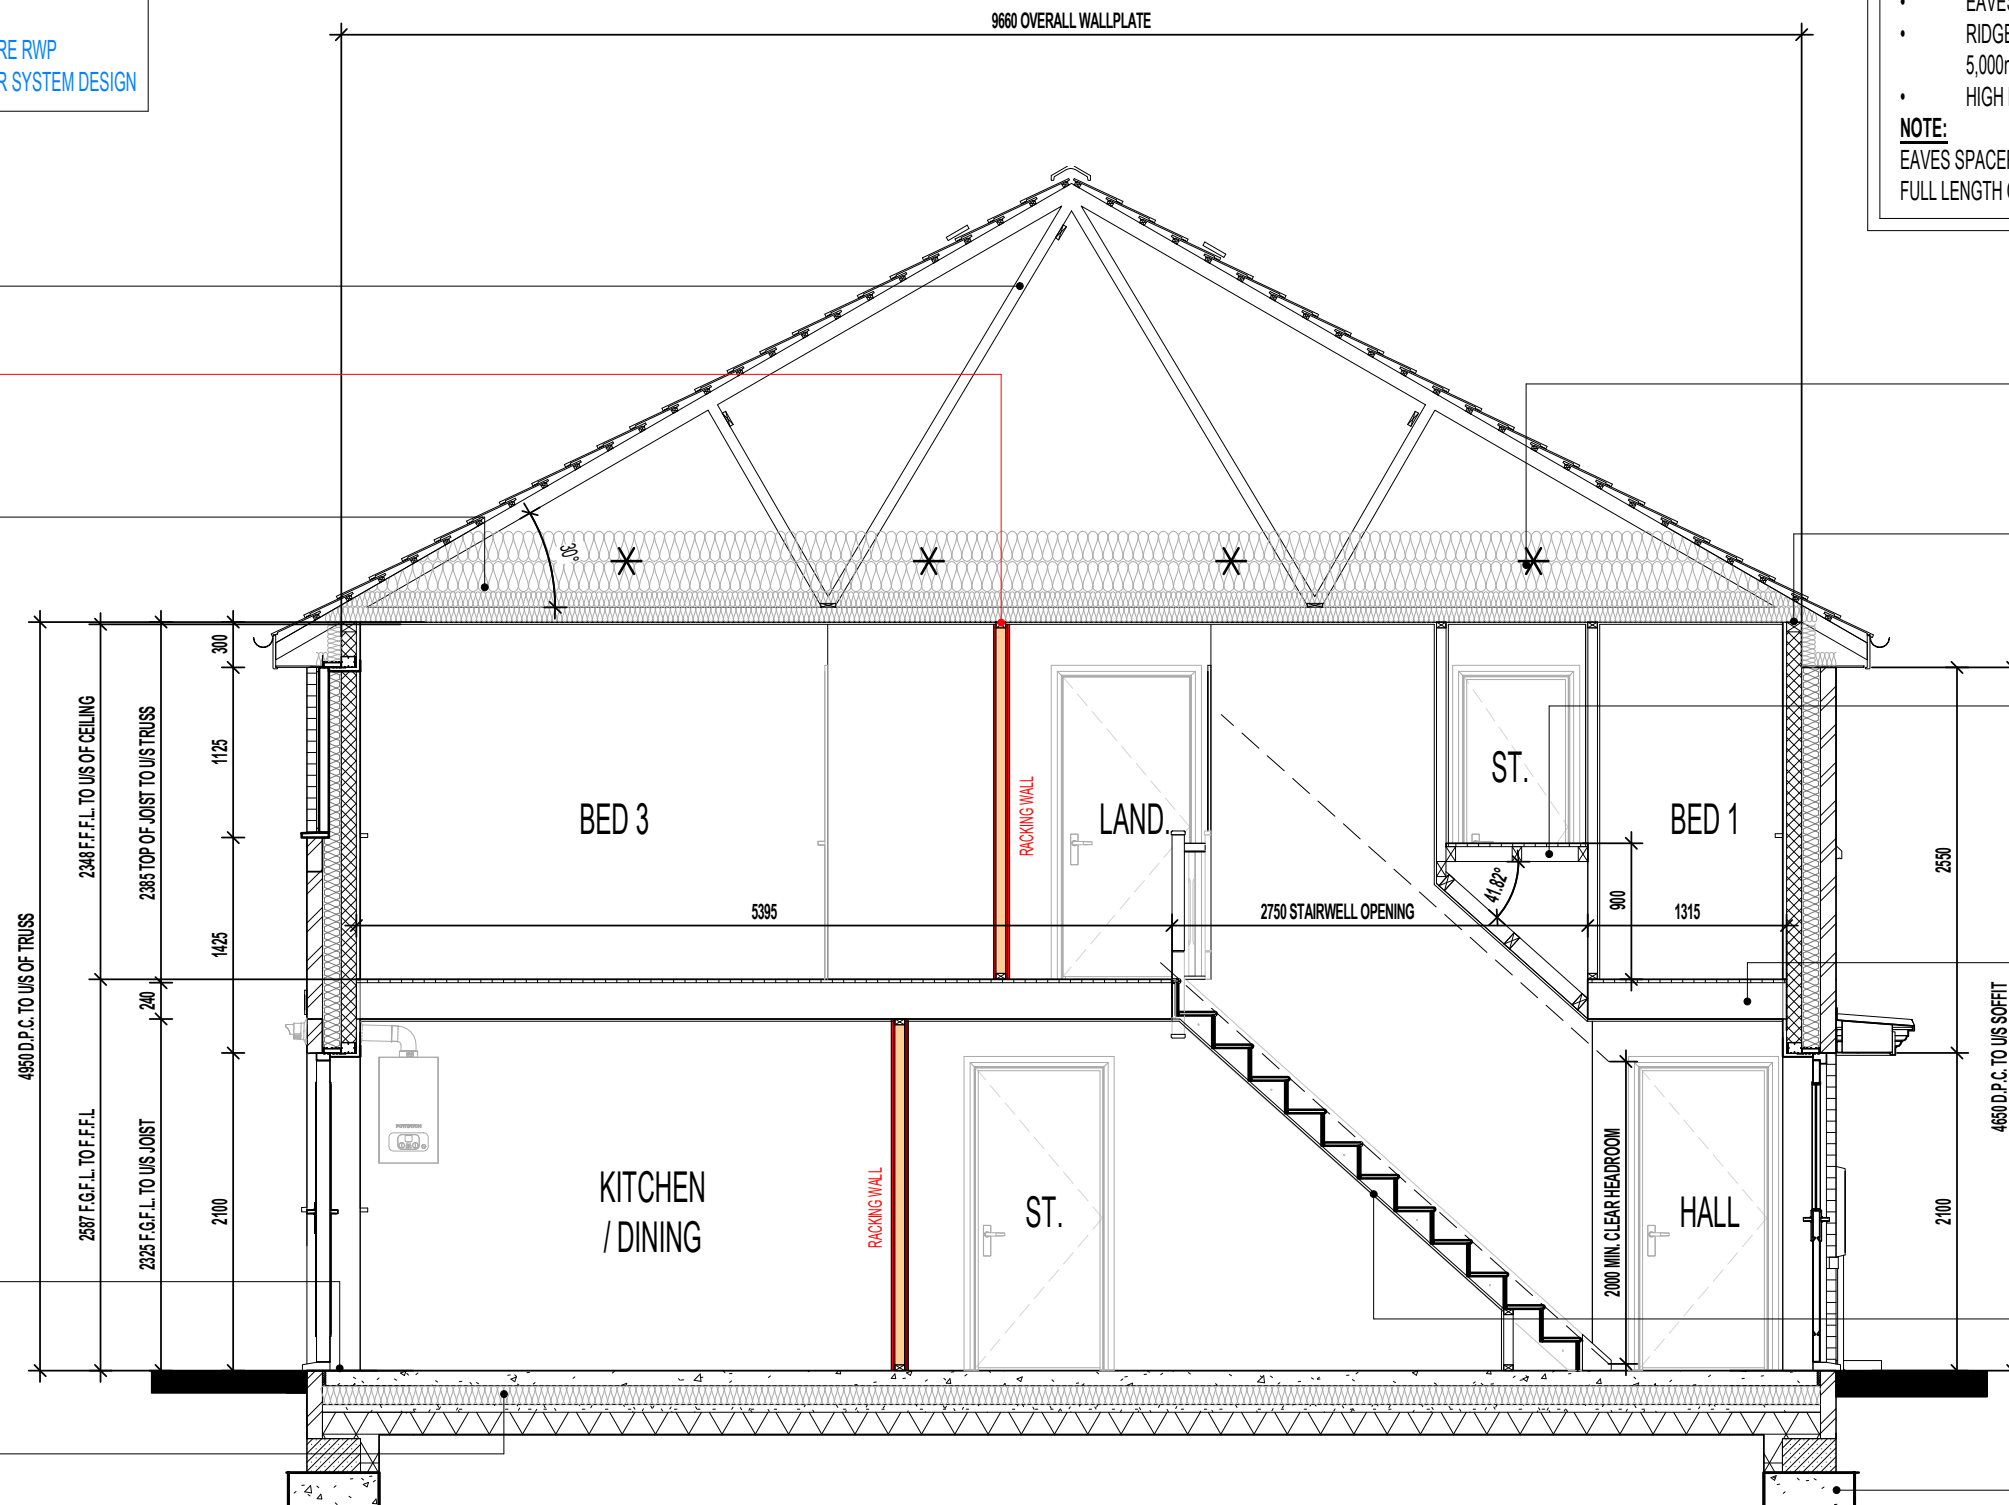 9660 OVERALL WALLPLATE
RE RWP
R SYSTEM DESIGN
EAVES
• RIDGE
5,000
• HIGH
NOTE:
EAVES SPACE
FULL LENGTH
30°
4950 D.P.C. TO U/S OF TRUSS
2348 F.F.F.L. TO U/S OF CEILING
2587 F.G.F.L. TO F.F.F.L
2385 TOP OF JOIST TO U/S TRUSS
240
2325 F.G.F.L. TO U/S JOIST
300
1125
1425
2100
BED 3
RACKING WALL
LAND.
ST.
BED 1
5395
2750 STAIRWELL OPENING
41.82°
900
1315
2550
2100
4650 D.P.C. TO U/S SOFFIT
KITCHEN
/ DINING
RACKING WALL
ST.
2000 MIN. CLEAR HEADROOM
HALL